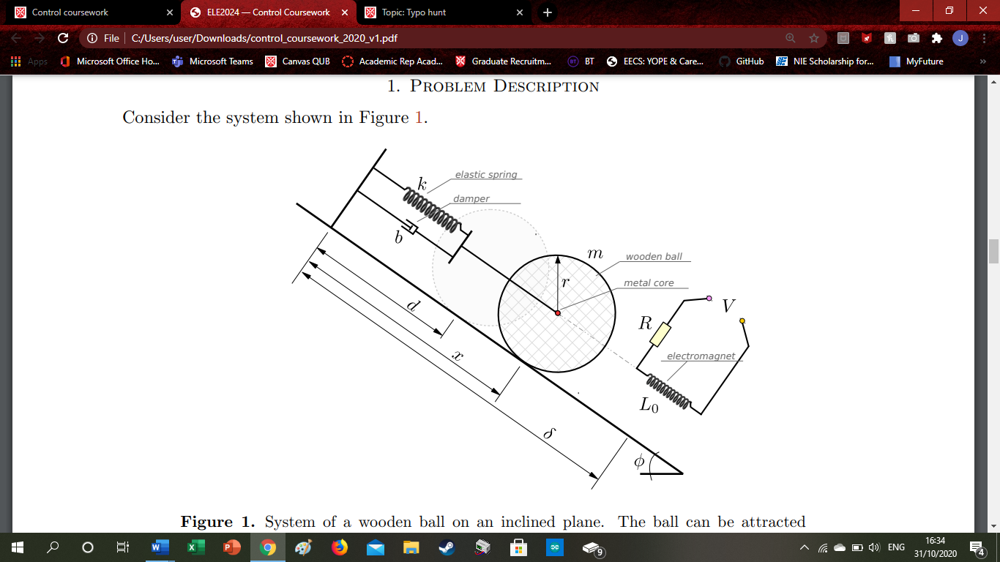 Control coursework
ELE2024 — Control Coursework
Topic: Typo hunt
File
C:/Users/user/Downloads/control_coursework_2020_v1.pdf
J
Apps
Microsoft Office Ho...
Microsoft Teams
Canvas QUB
Academic Rep Acad...
Graduate Recruitm...
BT
BT
EECS: YOPE & Care...
GitHub
NIE Scholarship for...
MyFuture
»
1. PROBLEM DESCRIPTION
Consider the system shown in Figure 1.
k
elastic spring
damper
b
m
wooden ball
r
metal core
d
V
R
x
electromagnet
L0
δ
ϕ
Figure 1. System of a wooden ball on an inclined plane. The ball can be attracted
9
ENG
16:34
31/10/2020
4